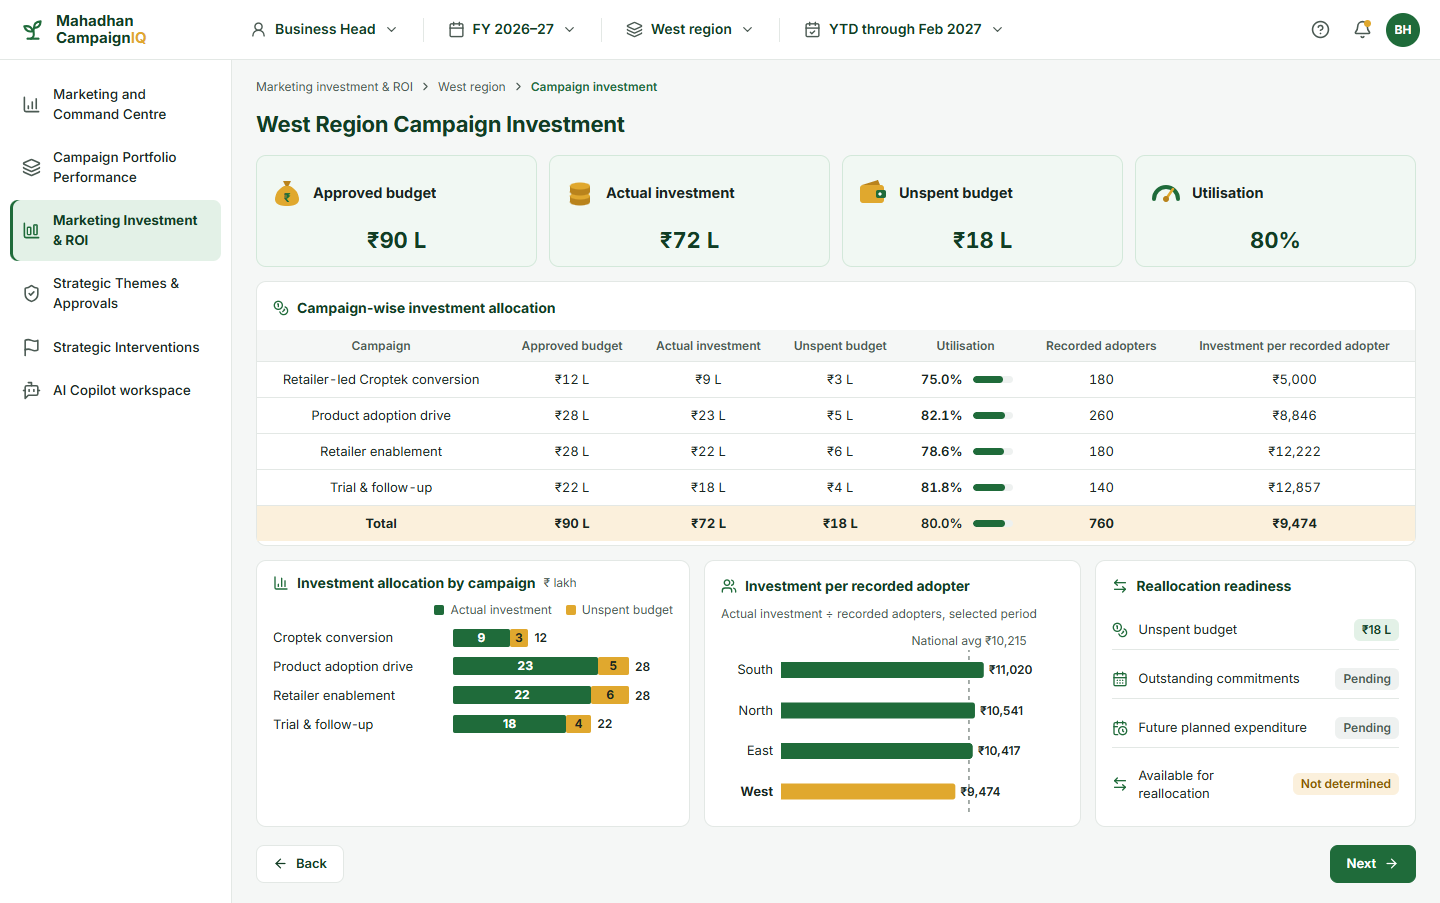 Mahadhan
CampaignIQ
Business Head
FY 2026–27
West region
YTD through Feb 2027
BH
Marketing and
Command Centre
Campaign Portfolio
Performance
Marketing Investment
& ROI
Strategic Themes &
Approvals
Strategic Interventions
AI Copilot workspace
Marketing investment & ROI > West region > Campaign investment
West Region Campaign Investment
Approved budget
₹90 L
Actual investment
₹72 L
Unspent budget
₹18 L
Utilisation
80%
Campaign-wise investment allocation
Campaign Approved budget Actual investment Unspent budget Utilisation Recorded adopters Investment per recorded adopter
Retailer-led Croptek conversion ₹12 L ₹9 L ₹3 L 75.0% 180 ₹5,000
Product adoption drive ₹28 L ₹23 L ₹5 L 82.1% 260 ₹8,846
Retailer enablement ₹28 L ₹22 L ₹6 L 78.6% 180 ₹12,222
Trial & follow-up ₹22 L ₹18 L ₹4 L 81.8% 140 ₹12,857
Total ₹90 L ₹72 L ₹18 L 80.0% 760 ₹9,474
Investment allocation by campaign ₹ lakh
Actual investment Unspent budget
Croptek conversion 9 3 12
Product adoption drive 23 5 28
Retailer enablement 22 6 28
Trial & follow-up 18 4 22
Investment per recorded adopter
Actual investment ÷ recorded adopters, selected period
National avg ₹10,215
South ₹11,020
North ₹10,541
East ₹10,417
West ₹9,474
Reallocation readiness
Unspent budget ₹18 L
Outstanding commitments Pending
Future planned expenditure Pending
Available for
reallocation
Not determined
Back
Next